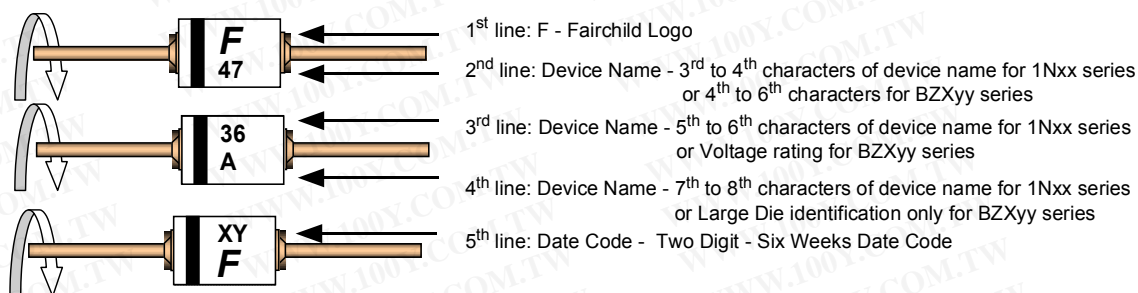 F
47
1st line: F - Fairchild Logo
2nd line: Device Name - 3rd to 4th characters of device name for 1Nxx series
or 4th to 6th characters for BZXyy series
36
A
3rd line: Device Name - 5th to 6th characters of device name for 1Nxx series
or Voltage rating for BZXyy series
4th line: Device Name - 7th to 8th characters of device name for 1Nxx series
or Large Die identification only for BZXyy series
XY
F
5th line: Date Code - Two Digit - Six Weeks Date Code
WWW.100Y.COM.TW